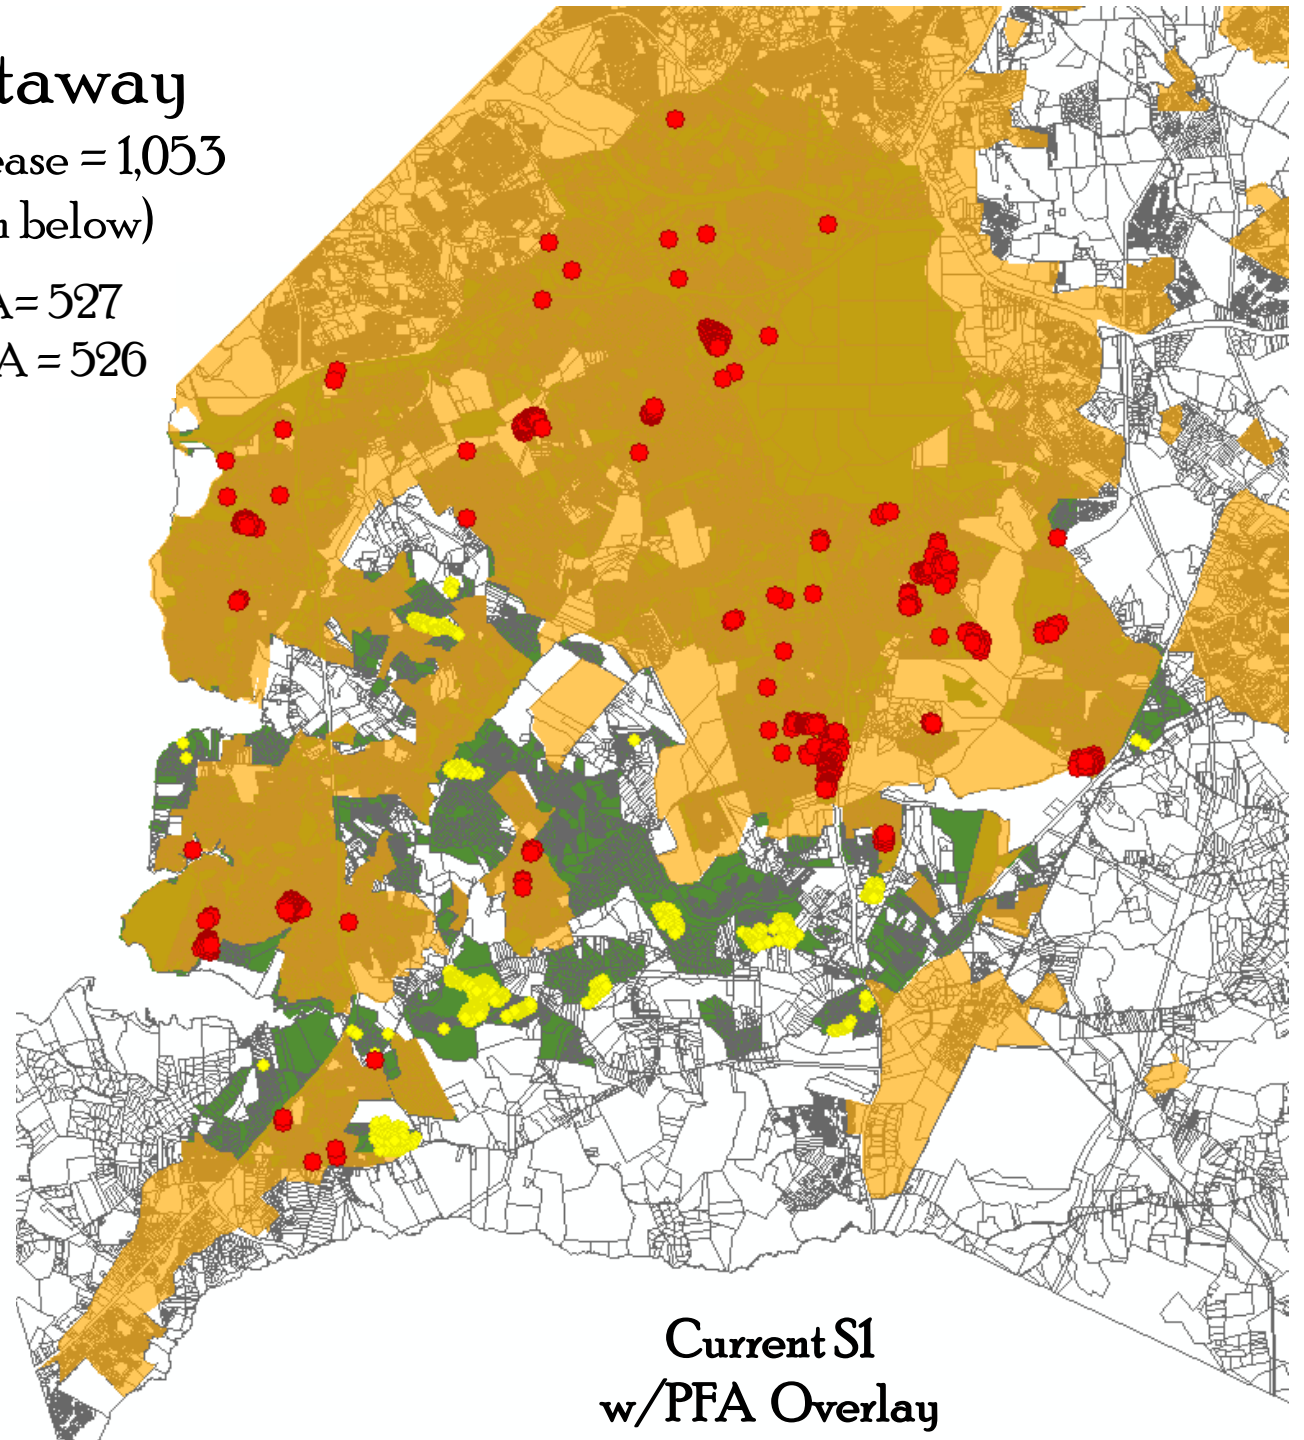 taway
ease = 1,053
n below)
A= 527
A = 526
Current S1
w/PFA Overlay